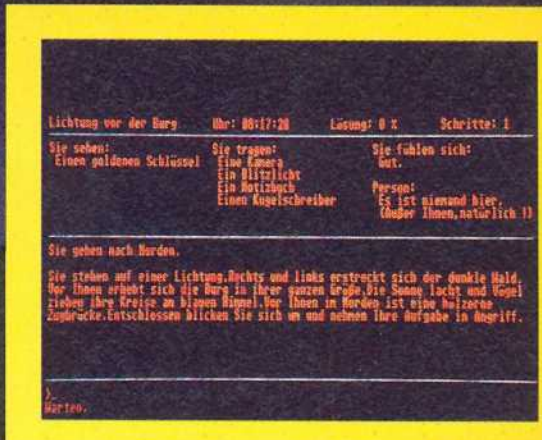 Lichtung vor der Burg Uhr: 08:17:20 Lösung: 0 % Schritte: 1
Sie sehen: Sie tragen: Sie fühlen sich:
Einen goldenen Schlüssel Eine Kamera Gut.
Ein Blitzlicht
Ein Notizbuch Person:
Einen Kugelschreiber Es ist niemand hier.
(Außer Ihnen,natürlich !)
Sie gehen nach Norden.
Sie stehen auf einer Lichtung.Rechts und links erstreckt sich der dunkle Wald.
Vor Ihnen erhebt sich die Burg in ihrer ganzen Größe.Die Sonne lacht und Vögel
ziehen ihre Kreise am blauen Himmel.Vor Ihnen im Norden ist eine hölzerne
Zugbrücke.Entschlossen blicken Sie sich um und nehmen Ihre Aufgabe in Angriff.
>_
Warten.